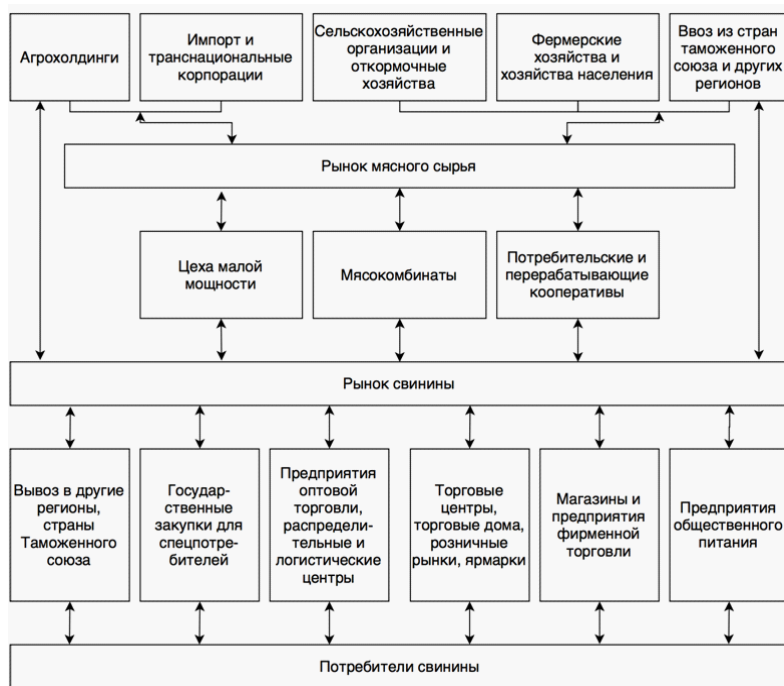 Агрохолдинги
Импорт и
транснациональные
корпорации
Сельскохозяйственные
организации и
откормочные
хозяйства
Фермерские
хозяйства и
хозяйства населения
Ввоз из стран
таможенного
союза и других
регионов
Рынок мясного сырья
Цеха малой
мощности
Мясокомбинаты
Потребительские и
перерабатывающие
кооперативы
Рынок свинины
Вывоз в другие
регионы,
страны
Таможенного
союза
Государ-
ственные
закупки для
спецпотре-
бителей
Предприятия
оптовой
торговли,
распредели-
тельные и
логистические
центры
Торговые
центры,
торговые дома,
розничные
рынки, ярмарки
Магазины и
предприятия
фирменной
торговли
Предприятия
общественного
питания
Потребители свинины